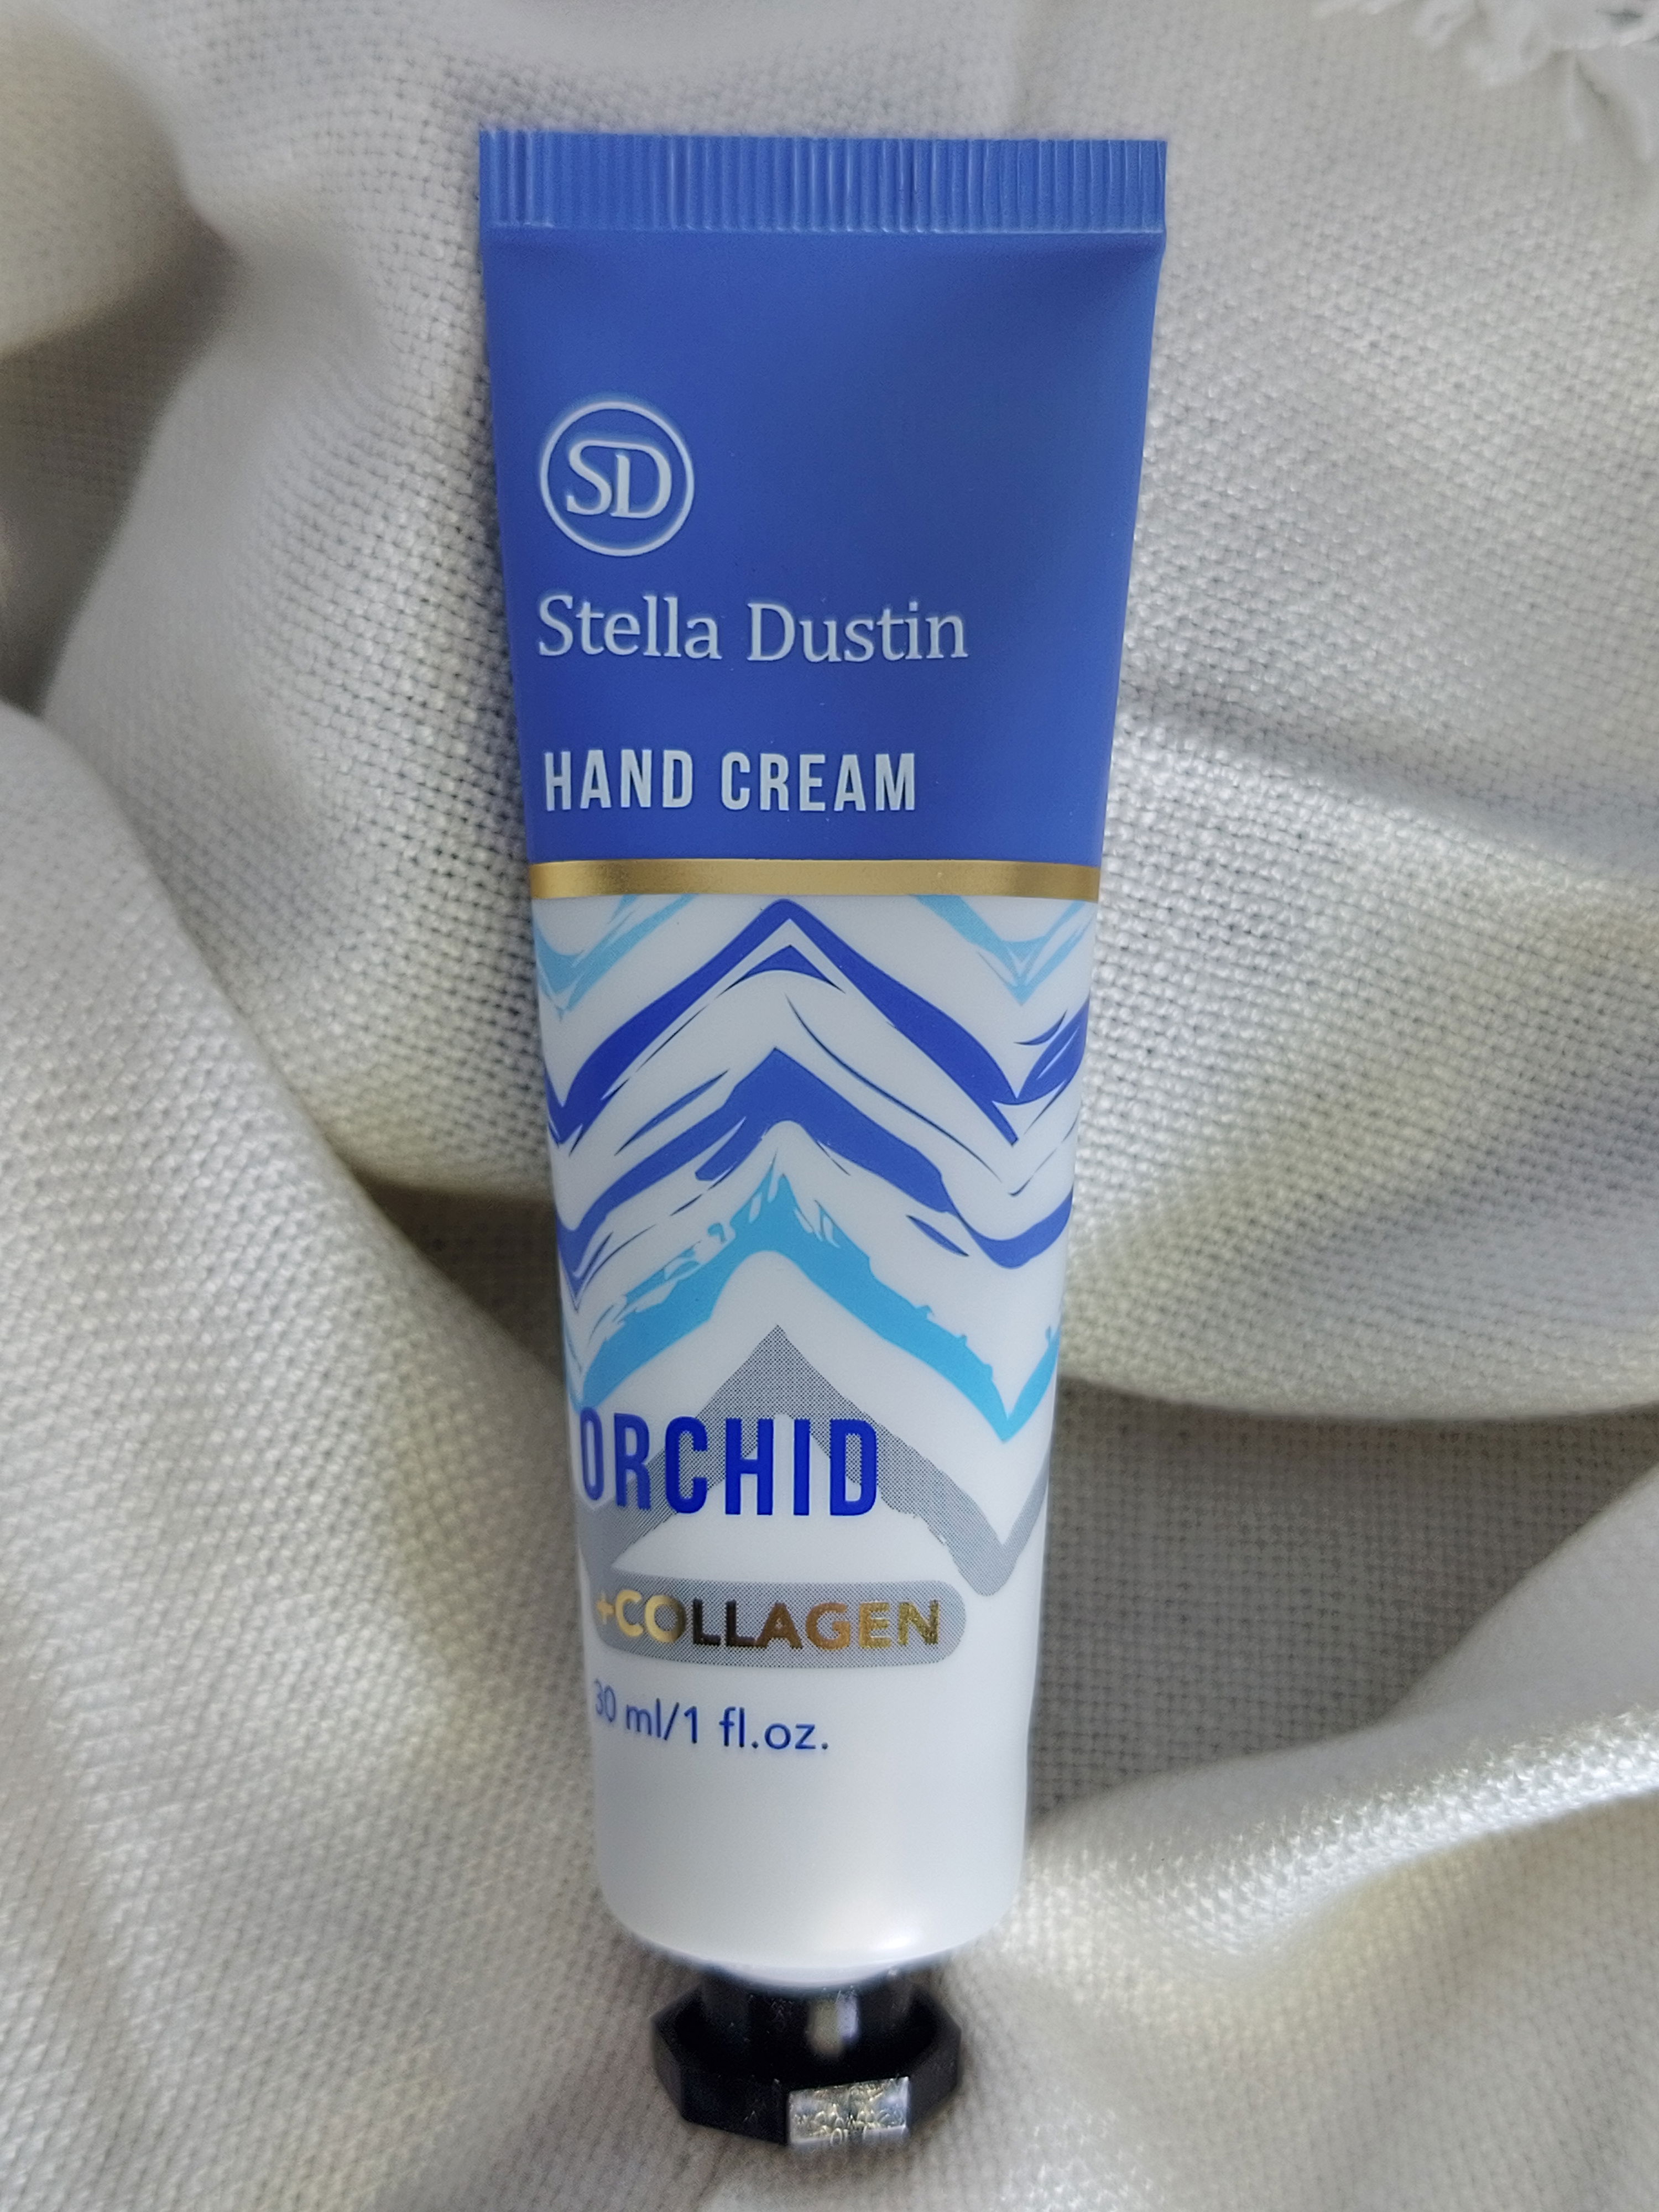 SD
Stella Dustin
HAND CREAM
ORCHID
+COLLAGEN
30 ml/1 fl.oz.